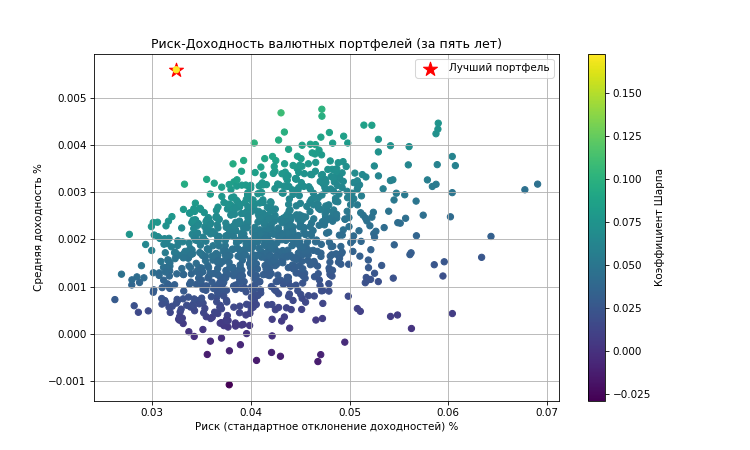 Риск-Доходность валютных портфелей (за пять лет)
Лучший портфель
Средняя доходность %
0.005
0.004
0.003
0.002
0.001
0.000
−0.001
0.03 0.04 0.05 0.06 0.07
Риск (стандартное отклонение доходностей) %
0.150
0.125
0.100
0.075
0.050
0.025
0.000
−0.025
Коэффициент Шарпа